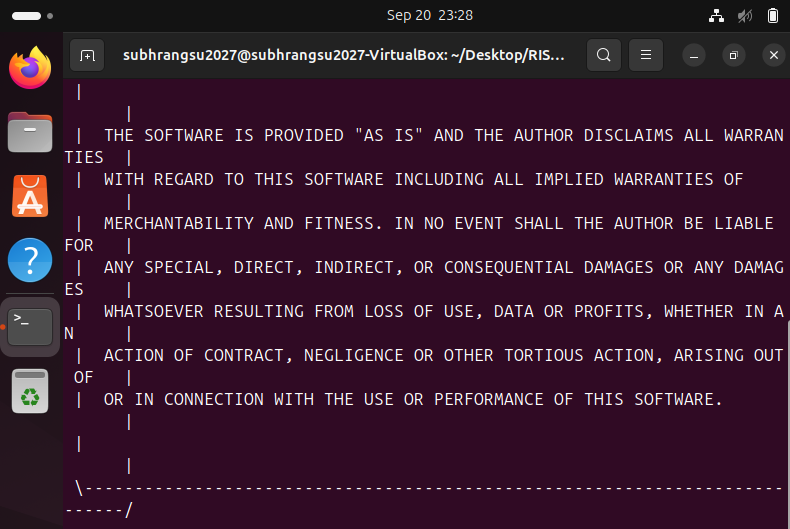 Sep 20 23:28
subhrangsu2027@subhrangsu2027-VirtualBox: ~/Desktop/RIS…
|
|
| THE SOFTWARE IS PROVIDED "AS IS" AND THE AUTHOR DISCLAIMS ALL WARRAN
TIES |
| WITH REGARD TO THIS SOFTWARE INCLUDING ALL IMPLIED WARRANTIES OF
|
| MERCHANTABILITY AND FITNESS. IN NO EVENT SHALL THE AUTHOR BE LIABLE
FOR |
| ANY SPECIAL, DIRECT, INDIRECT, OR CONSEQUENTIAL DAMAGES OR ANY DAMAG
ES |
| WHATSOEVER RESULTING FROM LOSS OF USE, DATA OR PROFITS, WHETHER IN A
N |
| ACTION OF CONTRACT, NEGLIGENCE OR OTHER TORTIOUS ACTION, ARISING OUT
OF |
| OR IN CONNECTION WITH THE USE OR PERFORMANCE OF THIS SOFTWARE.
|
|
|
\----------------------------------------------------------------------
------/